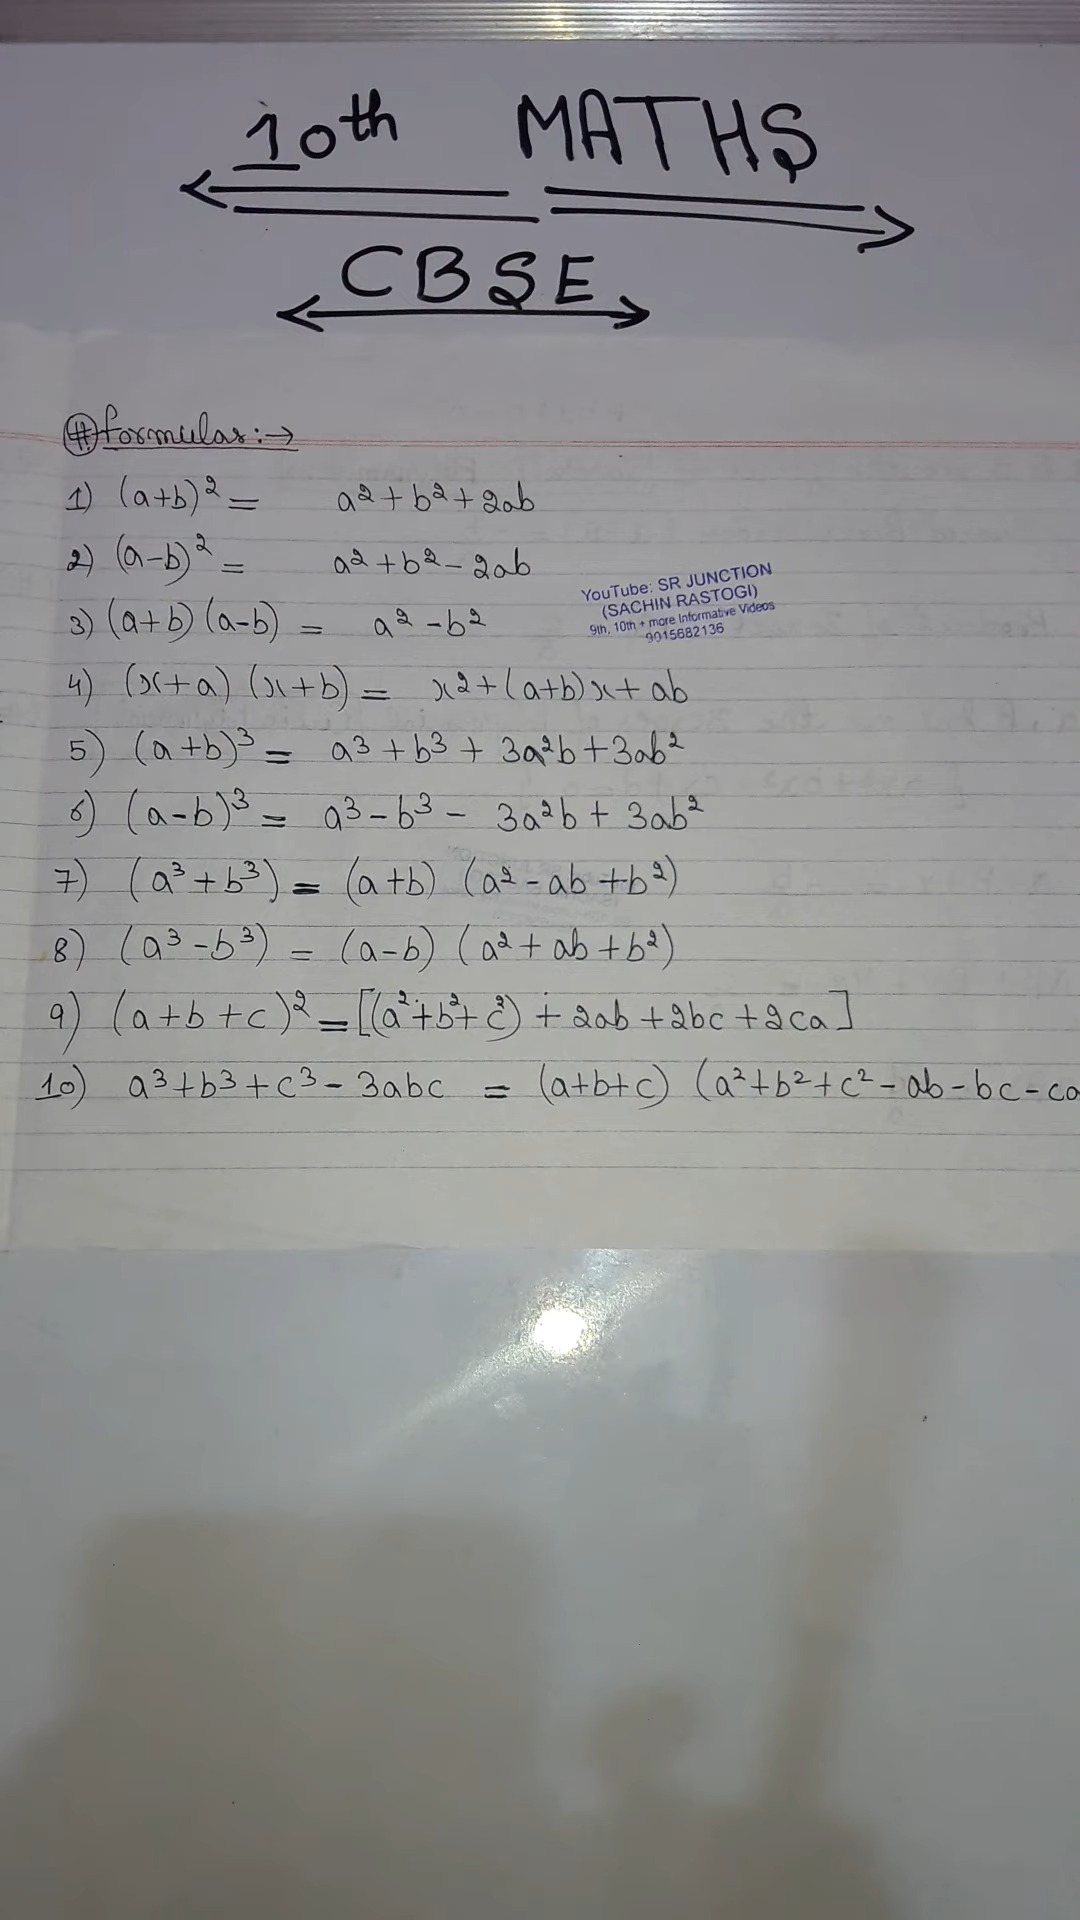 10th MATHS
CBSE
# formulas:→
1) (a+b)² = a²+b²+2ab
2) (a-b)² = a²+b²-2ab
3) (a+b)(a-b) = a²-b²
YouTube: SR JUNCTION
(SACHIN RASTOGI)
9th, 10th + more Informative Videos
9015682136
4) (x+a)(x+b) = x²+(a+b)x+ab
5) (a+b)³ = a³+b³+3a²b+3ab²
6) (a-b)³ = a³-b³-3a²b+3ab²
7) (a³+b³) = (a+b)(a²-ab+b²)
8) (a³-b³) = (a-b)(a²+ab+b²)
9) (a+b+c)² = [(a²+b²+c²)+2ab+2bc+2ca]
10) a³+b³+c³-3abc = (a+b+c)(a²+b²+c²-ab-bc-ca